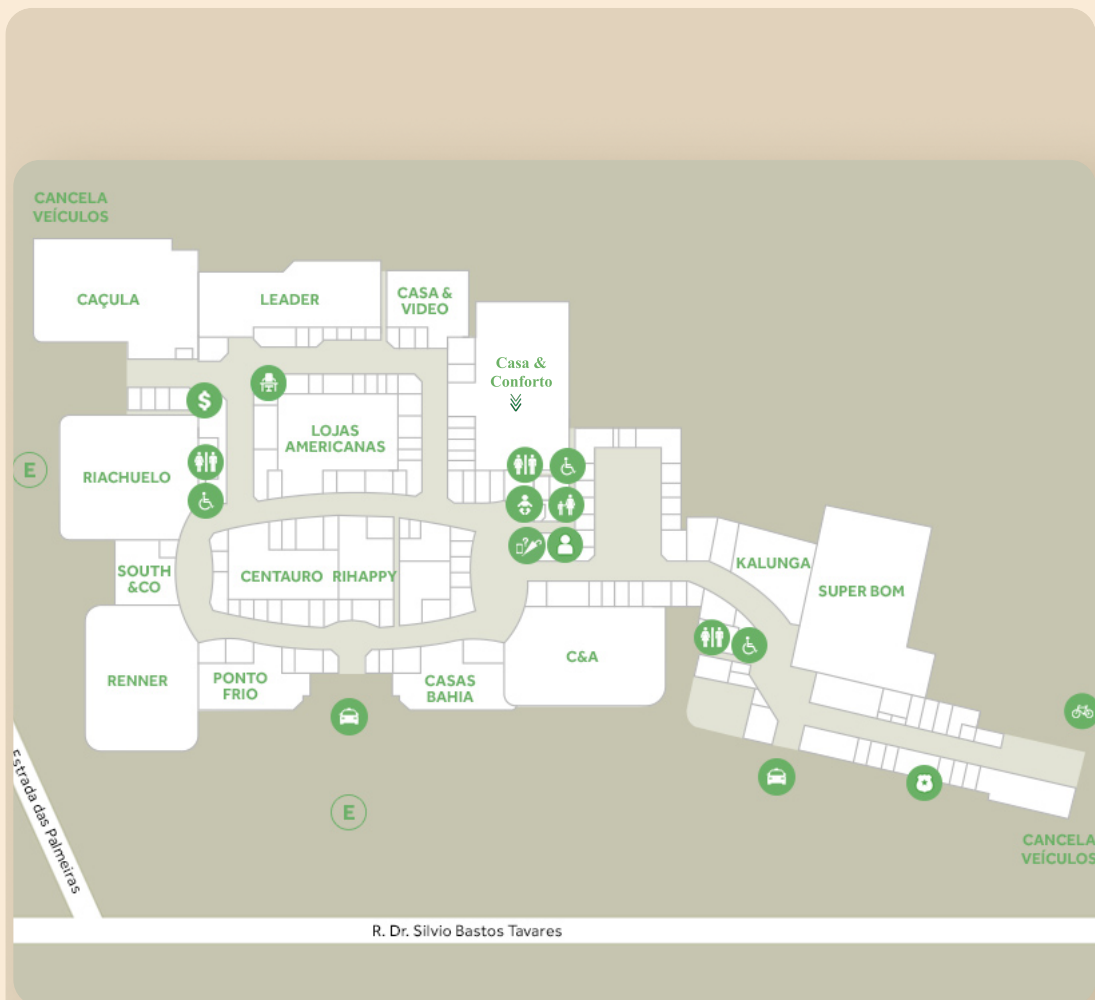 CANCELA
VEÍCULOS
CAÇULA
LEADER
CASA &
VIDEO
Casa &
Conforto
$
LOJAS
AMERICANAS
E
RIACHUELO
SOUTH
&CO
CENTAURO
RIHAPPY
KALUNGA
SUPER BOM
RENNER
PONTO
FRIO
CASAS
BAHIA
C&A
?
E
Estrada das Palmeiras
CANCELA
VEÍCULOS
R. Dr. Silvio Bastos Tavares